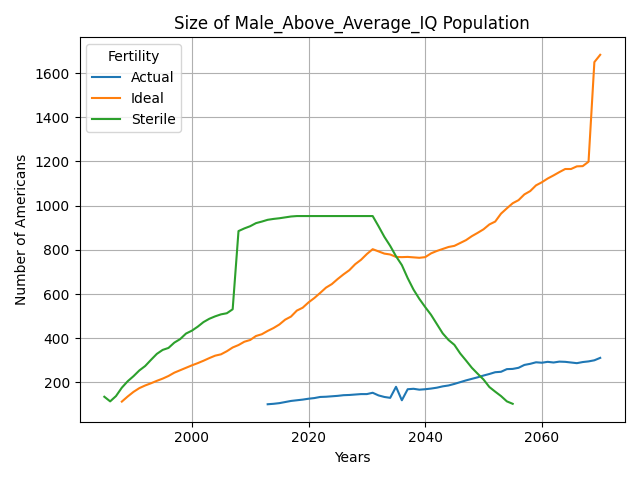 Size of Male_Above_Average_IQ Population
Fertility
Actual
Ideal
Sterile
Number of Americans
1600
1400
1200
1000
800
600
400
200
2000
2020
2040
2060
Years